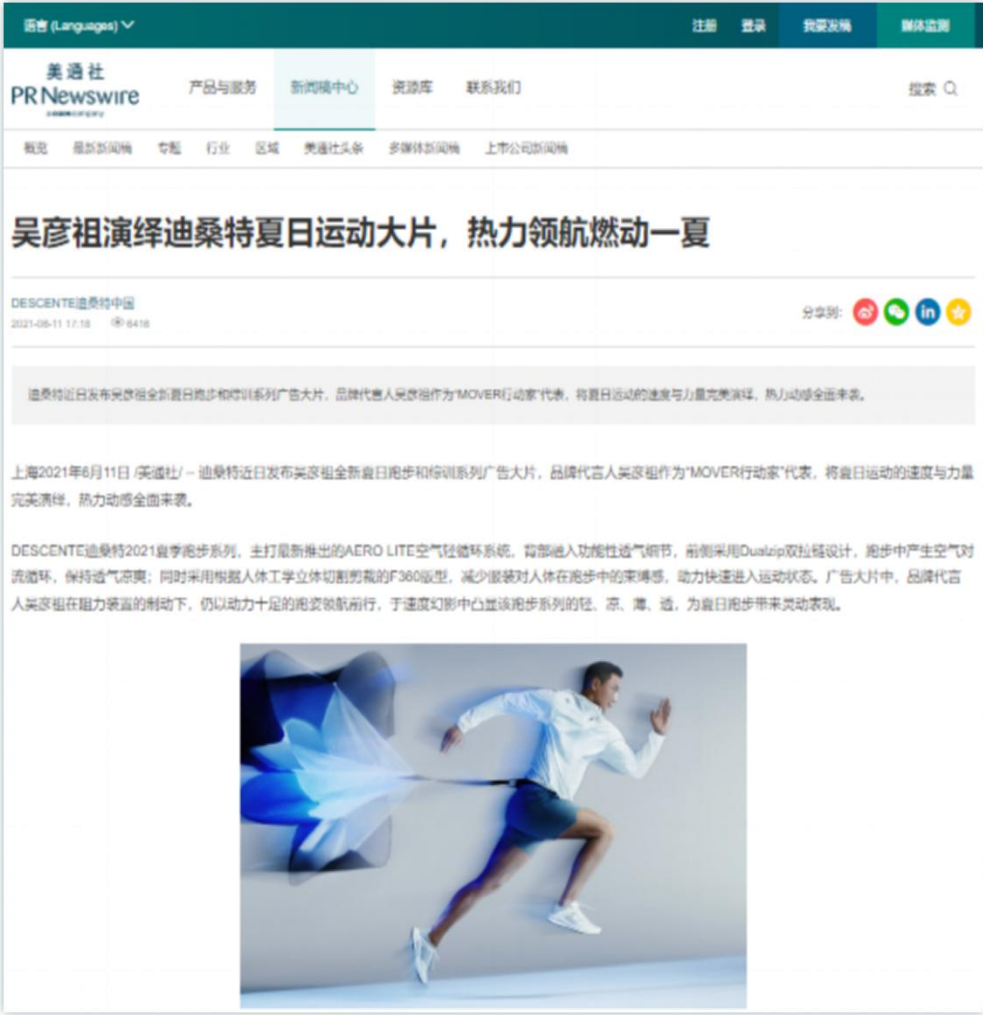 语言 (Languages)
注册
登录
我要发稿
媒体监测
美通社
PR Newswire
产品与服务
新闻稿中心
资源库
联系我们
搜索
概览
最新新闻稿
专题
行业
区域
美通社头条
多媒体新闻稿
上市公司新闻稿
吴彦祖演绎迪桑特夏日运动大片，热力领航燃动一夏
DESCENTE迪桑特中国
2021-06-11 17:18
6416
分享到:
in
迪桑特近日发布吴彦祖全新夏日跑步和综训系列广告大片，品牌代言人吴彦祖作为“MOVER行动家”代表，将夏日运动的速度与力量完美演绎，热力动感全面来袭。
上海2021年6月11日 /美通社/ -- 迪桑特近日发布吴彦祖全新夏日跑步和综训系列广告大片，品牌代言人吴彦祖作为“MOVER行动家”代表，将夏日运动的速度与力量
完美演绎，热力动感全面来袭。
DESCENTE迪桑特2021夏季跑步系列，主打最新推出的AERO LITE空气轻循环系统，背部融入功能性透气细节，前侧采用Dualzip双拉链设计，跑步中产生空气对
流循环，保持透气凉爽；同时采用根据人体工学立体切割剪裁的F360版型，减少服装对人体在跑步中的束缚感，动力快速进入运动状态。广告大片中，品牌代言
人吴彦祖在阻力装置的制动下，仍以动力十足的跑姿领航前行，于速度幻影中凸显该跑步系列的轻、凉、薄、透，为夏日跑步带来灵动表现。